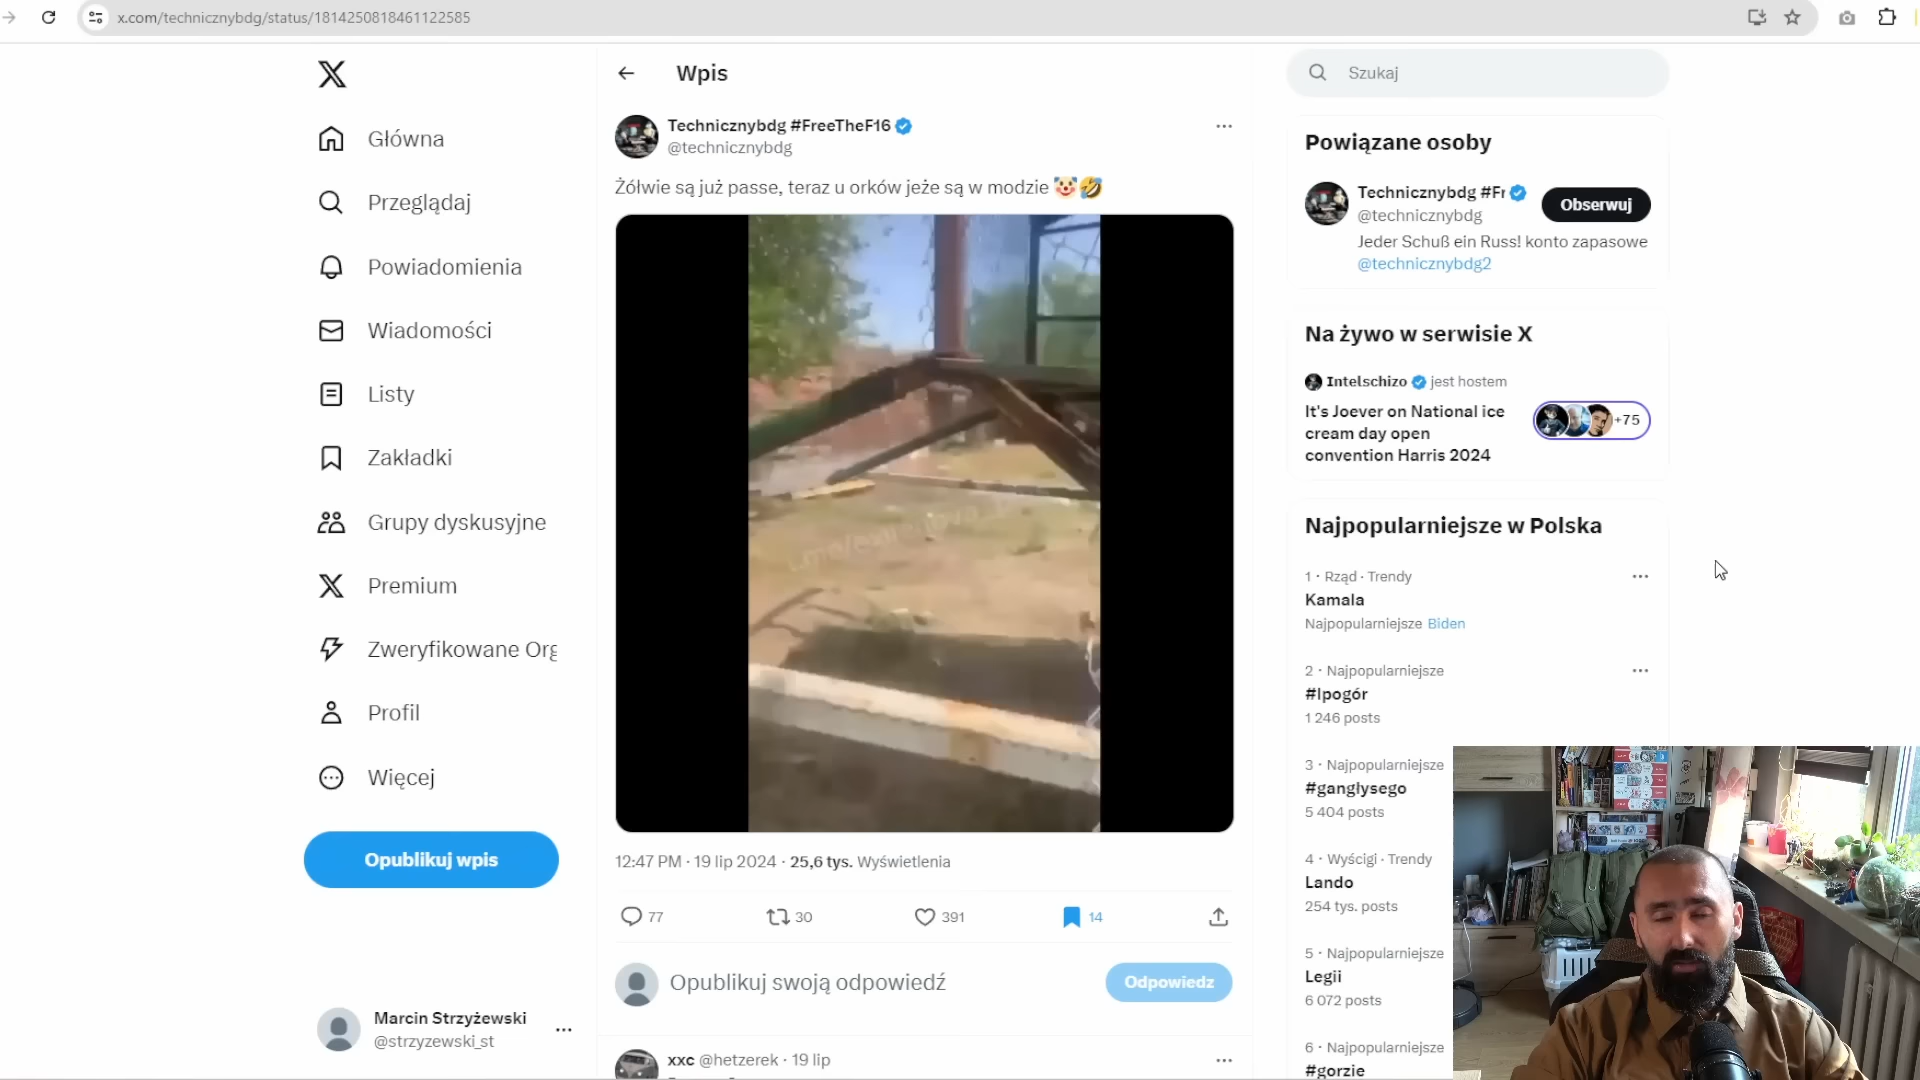 x.com/technicznybdg/status/1814250818461122585
Główna
Przeglądaj
Powiadomienia
Wiadomości
Listy
Zakładki
Grupy dyskusyjne
Premium
Zweryfikowane Org
Profil
Więcej
Opublikuj wpis
Marcin Strzyżewski
@strzyzewski_st
Wpis
Technicznybdg #FreeTheF16
@technicznybdg
Żółwie są już passe, teraz u orków jeże są w modzie 🤡🤣
12:47 PM · 19 lip 2024 · 25,6 tys. Wyświetlenia
77
30
391
14
Opublikuj swoją odpowiedź
Odpowiedz
xxc @hetzerek · 19 lip
Szukaj
Powiązane osoby
Technicznybdg #Fr
Obserwuj
@technicznybdg
Jeder Schuß ein Russ! konto zapasowe
@technicznybdg2
Na żywo w serwisie X
Intelschizo jest hostem
It's Joever on National ice
cream day open
convention Harris 2024
+75
Najpopularniejsze w Polska
1 · Rząd · Trendy
Kamala
Najpopularniejsze Biden
2 · Najpopularniejsze
#Ipogór
1 246 posts
3 · Najpopularniejsze
#ganglysego
5 404 posts
4 · Wyścigi · Trendy
Lando
254 tys. posts
5 · Najpopularniejsze
Legii
6 072 posts
6 · Najpopularniejsze
#gorzie